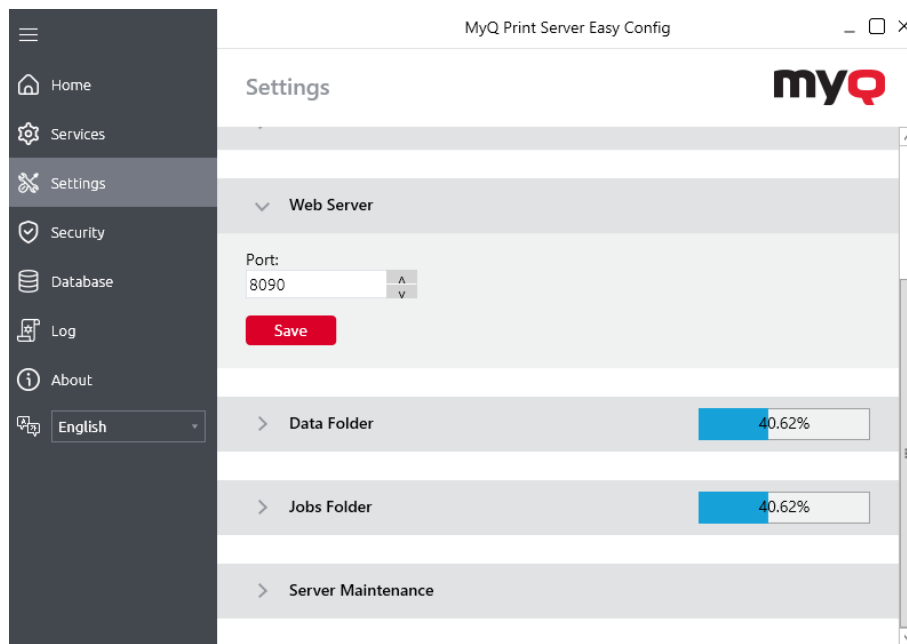 MyQ Print Server Easy Config
Home
Services
Settings
Security
Database
Log
About
English
Settings
myQ
Web Server
Port:
8090
Save
Data Folder
40.62%
Jobs Folder
40.62%
Server Maintenance